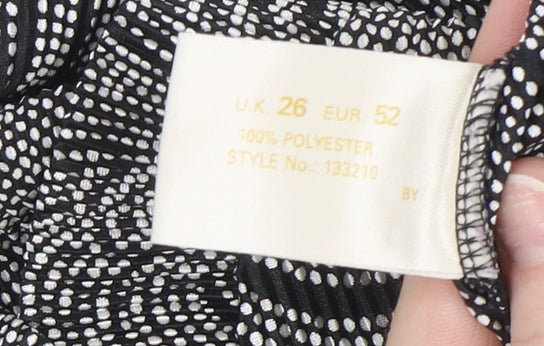 U.K. 26 EUR. 52
100% POLYESTER
STYLE No.: 133210
BY